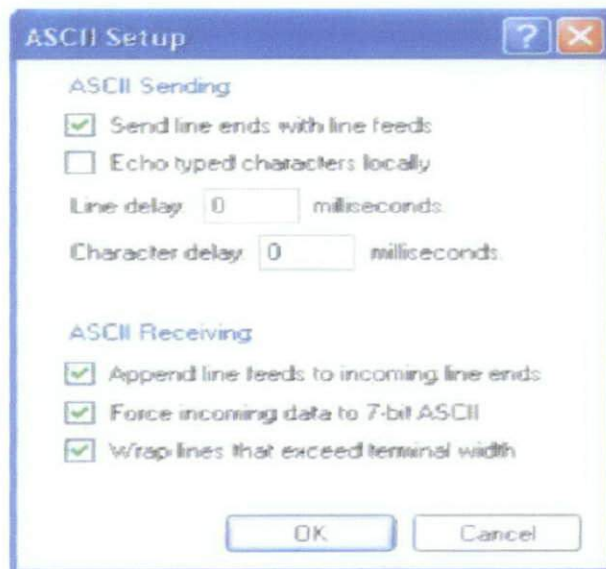 ASCII Setup
ASCII Sending
Send line ends with line feeds
Echo typed characters locally
Line delay: 0 milliseconds.
Character delay: 0 milliseconds.
ASCII Receiving
Append line feeds to incoming line ends
Force incoming data to 7-bit ASCII
Wrap lines that exceed terminal width
OK Cancel